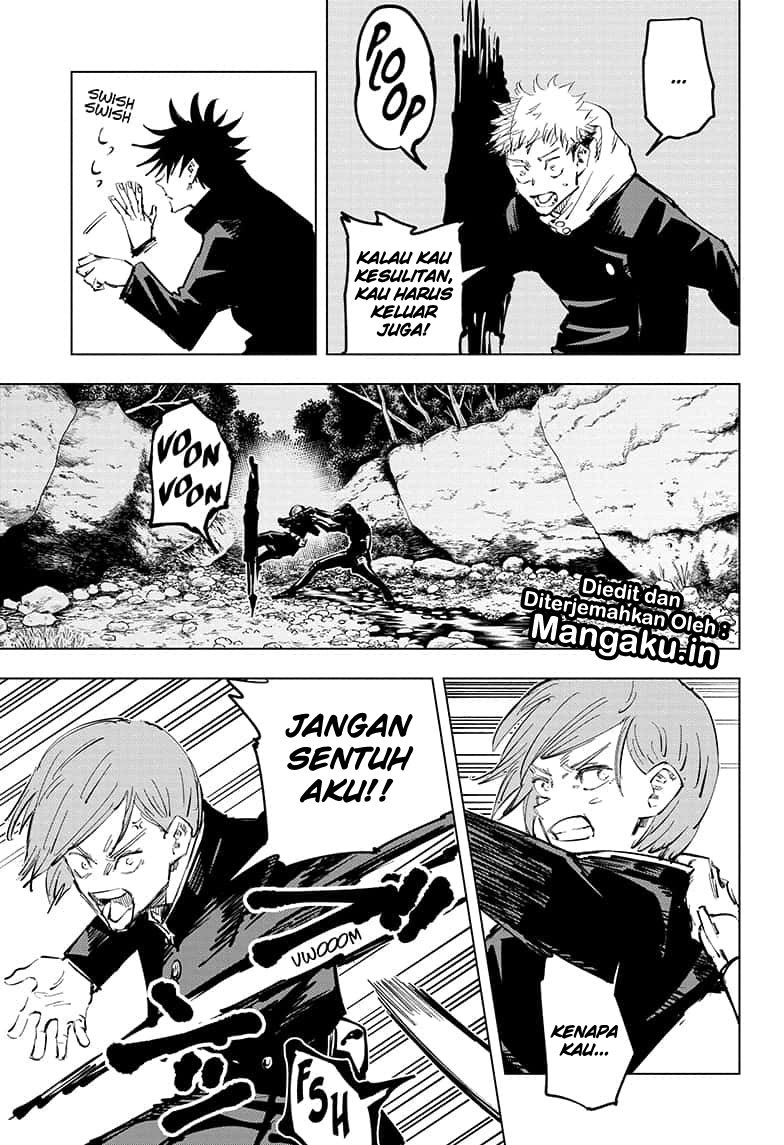 ...
PLOOP
KALAU KAU
KESULITAN,
KAU HARUS
KELUAR
JUGA!
SWISH
SWISH
VOON
VOON
Diedit dan
Diterjemahkan Oleh :
Mangaku.in
KENAPA
KAU...
JANGAN
SENTUH
AKU!!
VWOOOM
FSH